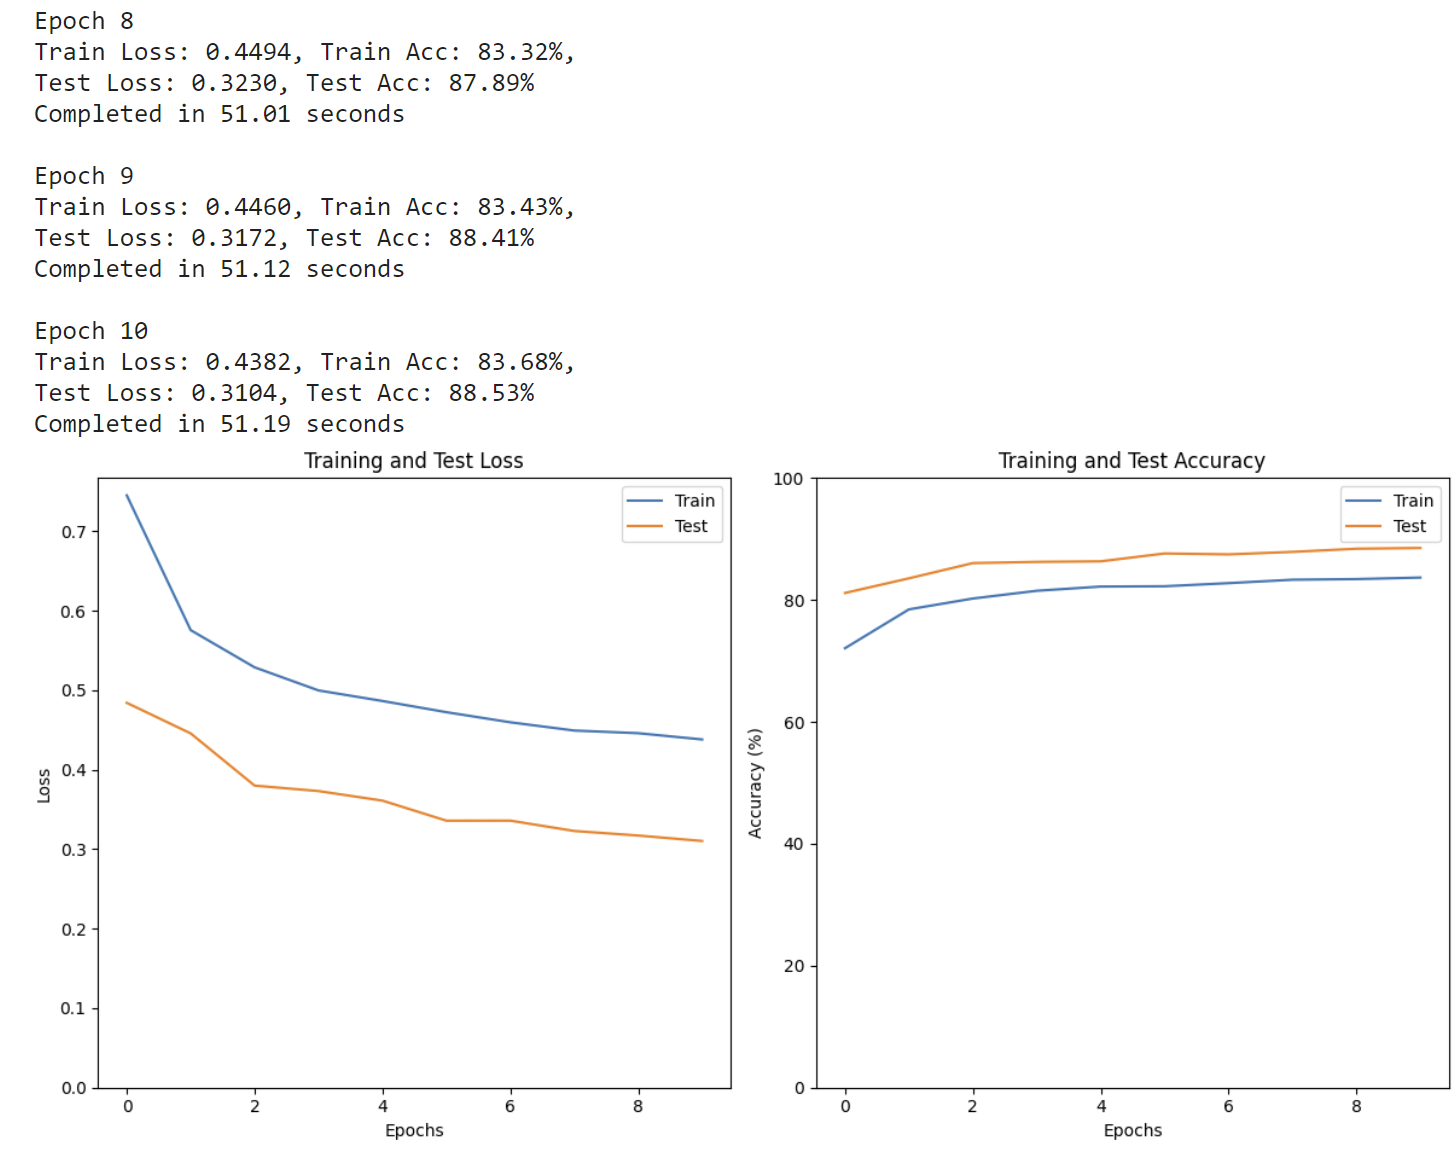 Epoch 8
Train Loss: 0.4494, Train Acc: 83.32%,
Test Loss: 0.3230, Test Acc: 87.89%
Completed in 51.01 seconds
Epoch 9
Train Loss: 0.4460, Train Acc: 83.43%,
Test Loss: 0.3172, Test Acc: 88.41%
Completed in 51.12 seconds
Epoch 10
Train Loss: 0.4382, Train Acc: 83.68%,
Test Loss: 0.3104, Test Acc: 88.53%
Completed in 51.19 seconds
Training and Test Loss
Train
Test
0.7
0.6
0.5
0.4
0.3
0.2
0.1
0.0
Loss
0 2 4 6 8
Epochs
Training and Test Accuracy
Train
Test
100
80
60
40
20
0
Accuracy (%)
0 2 4 6 8
Epochs